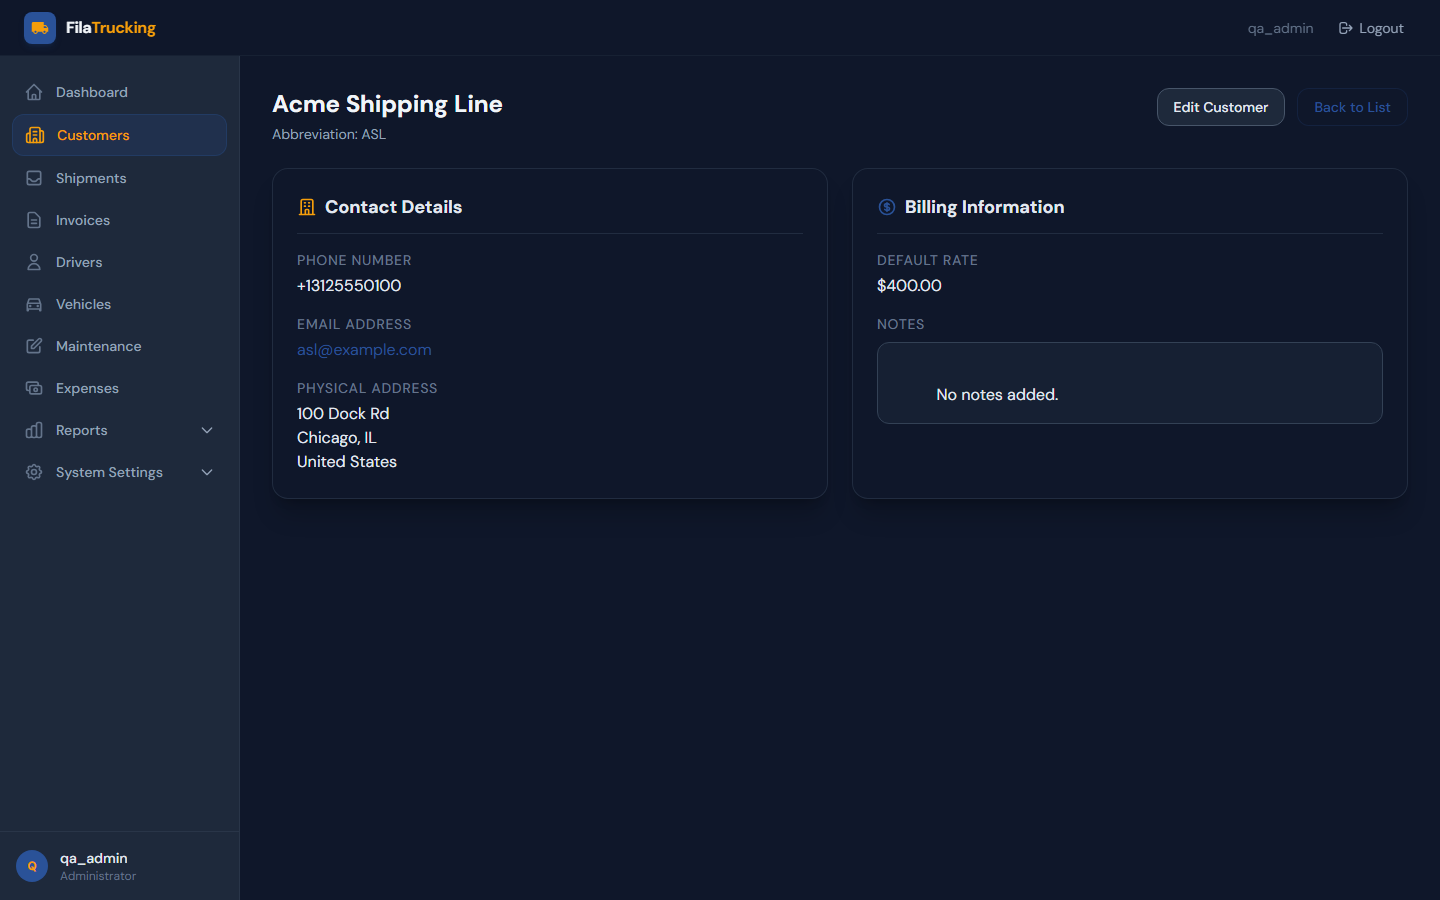 FilaTrucking
qa_admin
Logout
Dashboard
Customers
Shipments
Invoices
Drivers
Vehicles
Maintenance
Expenses
Reports
System Settings
Q
qa_admin
Administrator
Acme Shipping Line
Abbreviation: ASL
Edit Customer
Back to List
Contact Details
PHONE NUMBER
+13125550100
EMAIL ADDRESS
asl@example.com
PHYSICAL ADDRESS
100 Dock Rd
Chicago, IL
United States
Billing Information
DEFAULT RATE
$400.00
NOTES
No notes added.